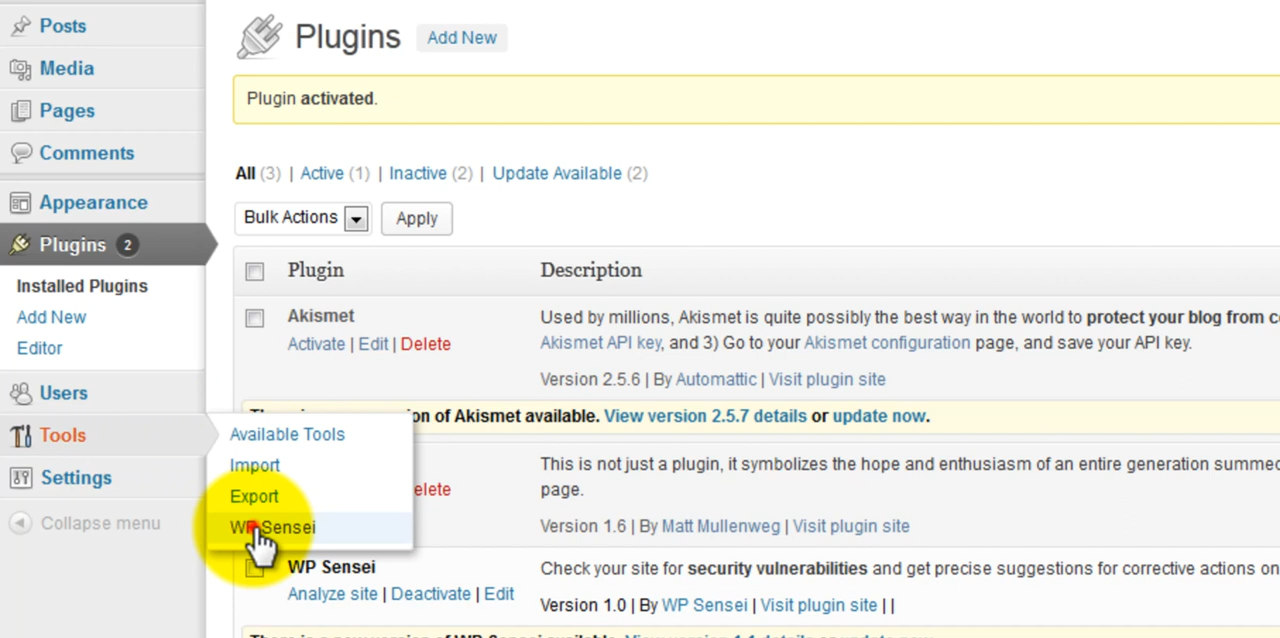 Posts
Media
Pages
Comments
Appearance
Plugins 2
Installed Plugins
Add New
Editor
Users
Tools
Settings
Collapse menu
Available Tools
Import
Export
WP Sensei
Plugins Add New
Plugin activated.
All (3) | Active (1) | Inactive (2) | Update Available (2)
Bulk Actions Apply
Plugin Description
Akismet
Activate | Edit | Delete
Used by millions, Akismet is quite possibly the best way in the world to protect your blog from
Akismet API key, and 3) Go to your Akismet configuration page, and save your API key.
Version 2.5.6 | By Automattic | Visit plugin site
of Akismet available. View version 2.5.7 details or update now.
elete
This is not just a plugin, it symbolizes the hope and enthusiasm of an entire generation
page.
Version 1.6 | By Matt Mullenweg | Visit plugin site
WP Sensei
Analyze site | Deactivate | Edit
Check your site for security vulnerabilities and get precise suggestions for corrective actions on
Version 1.0 | By WP Sensei | Visit plugin site | |